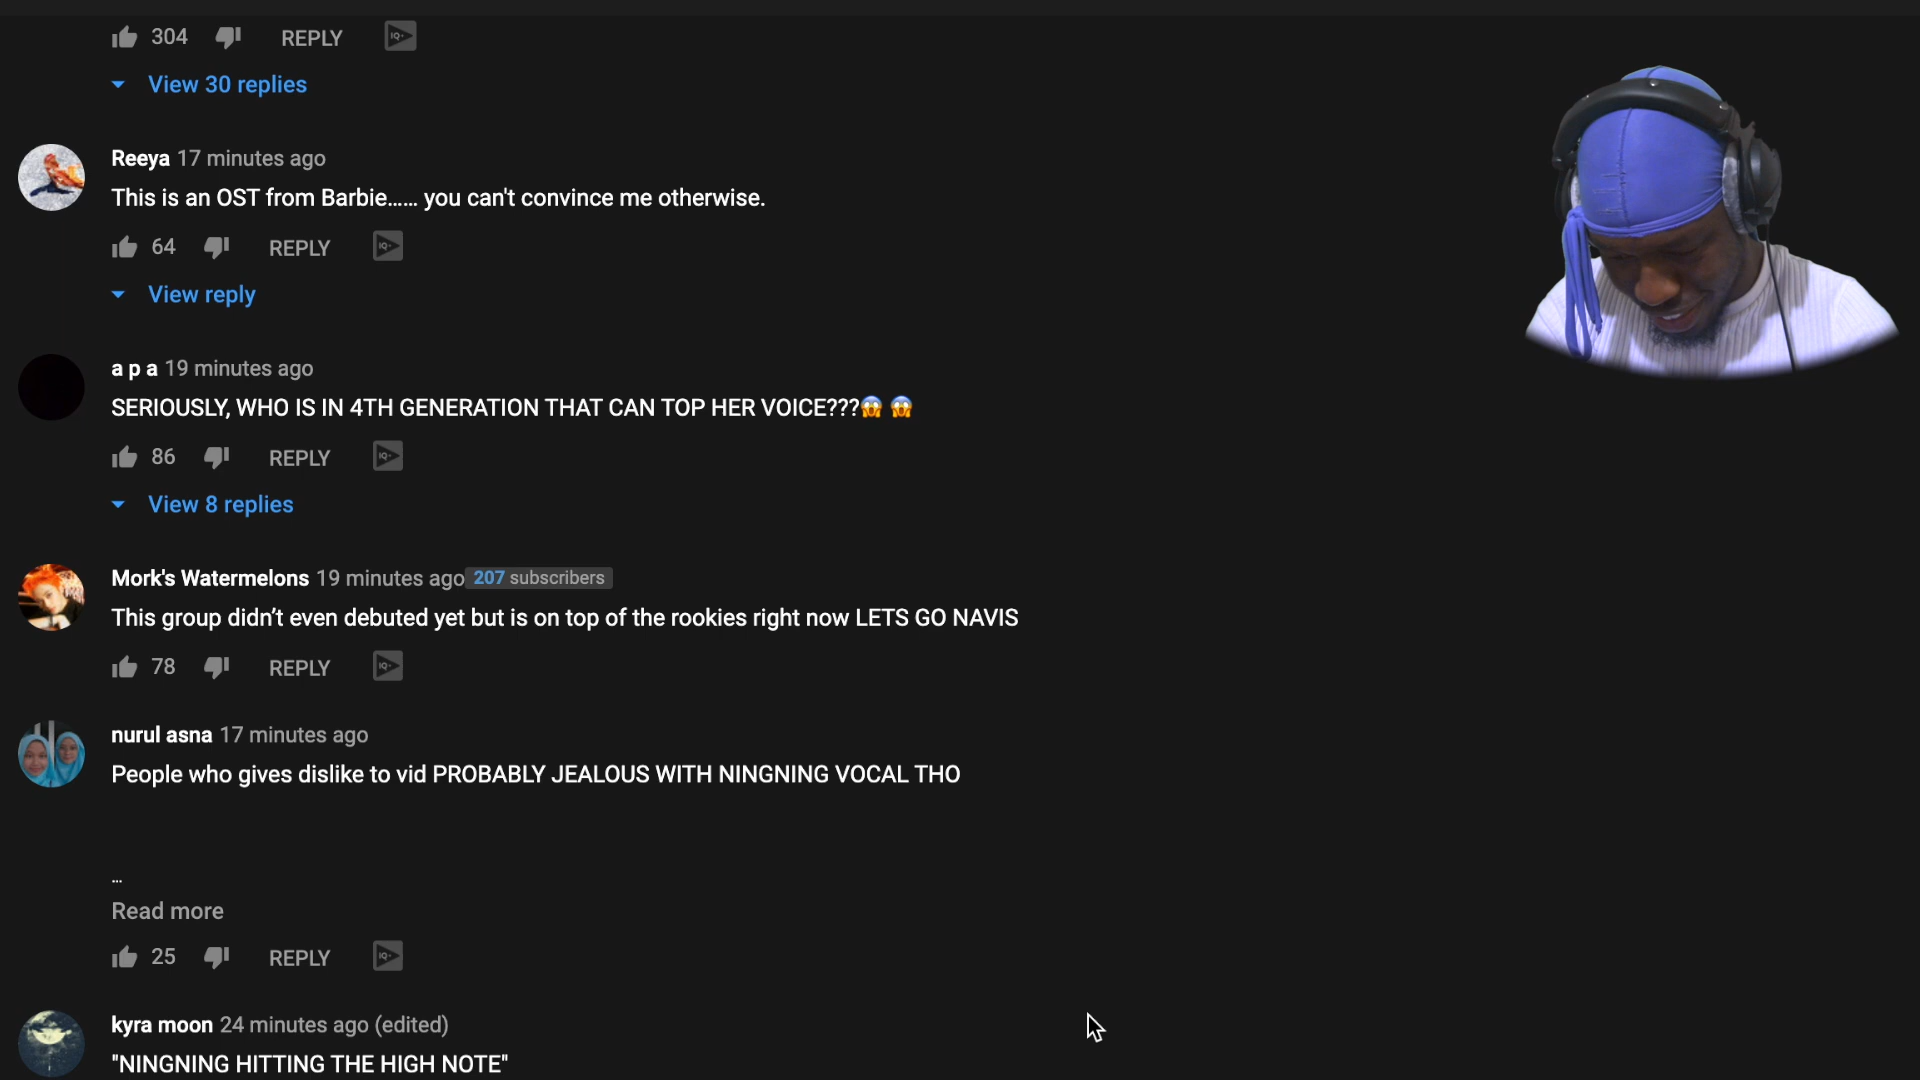 304 REPLY
View 30 replies
Reeya 17 minutes ago
This is an OST from Barbie...... you can't convince me otherwise.
64 REPLY
View reply
a p a 19 minutes ago
SERIOUSLY, WHO IS IN 4TH GENERATION THAT CAN TOP HER VOICE???😱 😱
86 REPLY
View 8 replies
Mork's Watermelons 19 minutes ago 207 subscribers
This group didn’t even debuted yet but is on top of the rookies right now LETS GO NAVIS
78 REPLY
nurul asna 17 minutes ago
People who gives dislike to vid PROBABLY JEALOUS WITH NINGNING VOCAL THO
...
Read more
25 REPLY
kyra moon 24 minutes ago (edited)
"NINGNING HITTING THE HIGH NOTE"